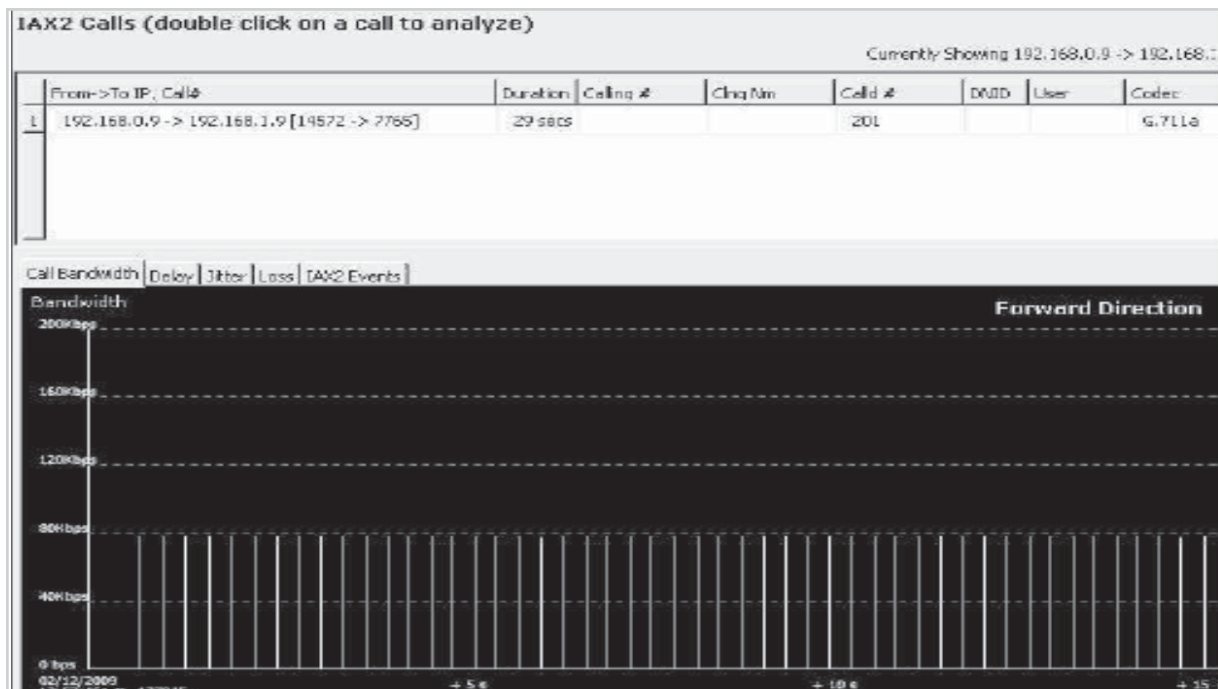 IAX2 Calls (double click on a call to analyze)
Currently Showing 192.168.0.9 -> 192.168.
From->To IP, Call# Duration Calling # Clng Nm Calld # DNID User Codec
1 192.168.0.9 -> 192.168.1.9 [14572 -> 7765] 29 secs 201 G.711a
Call Bandwidth Delay Jitter Loss IAX2 Events
Bandwidth
Forward Direction
200Kbps
160Kbps
120Kbps
80Kbps
40Kbps
0 bps
02/12/2009
+ 5 s + 10 s + 15